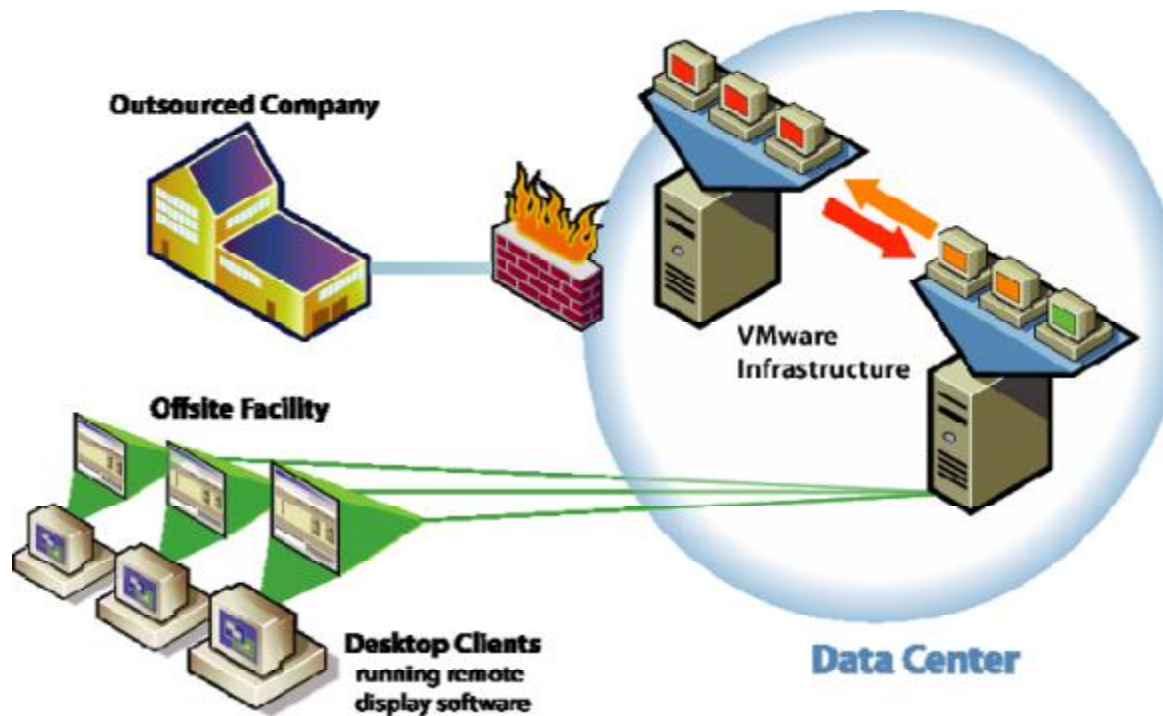 Outsourced Company
VMware
Infrastructure
Offsite Facility
Desktop Clients
running remote
display software
Data Center